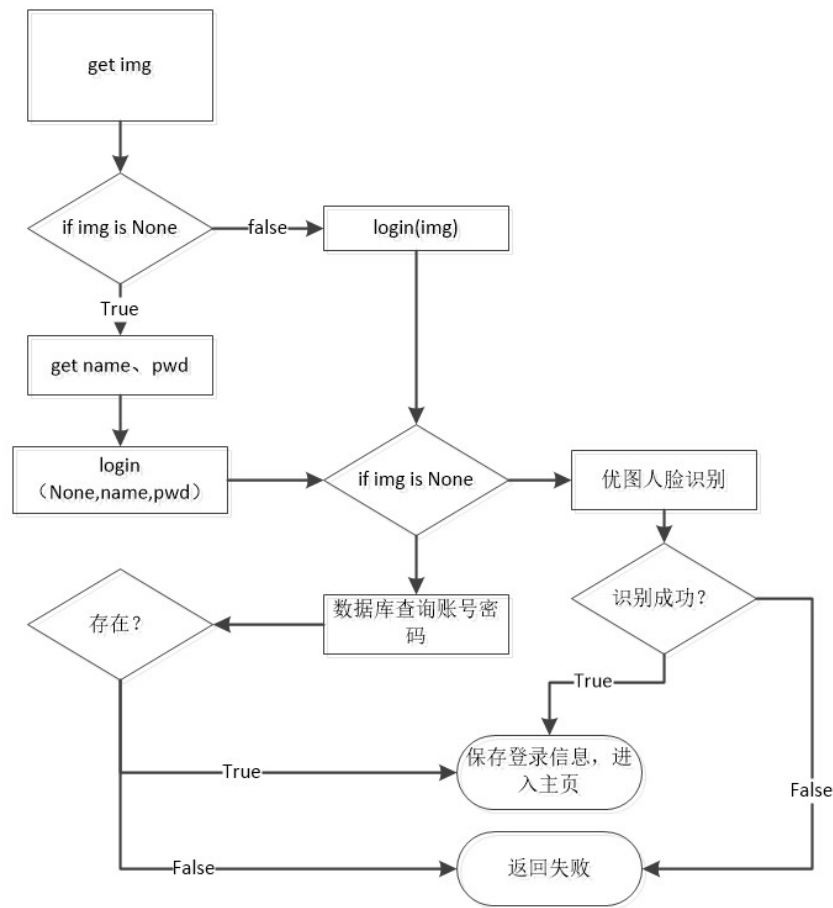 get img
if img is None
false
login(img)
True
get name、pwd
login
（None,name,pwd）
if img is None
优图人脸识别
数据库查询账号密
码
存在？
识别成功？
True
保存登录信息，进
入主页
True
False
False
返回失败